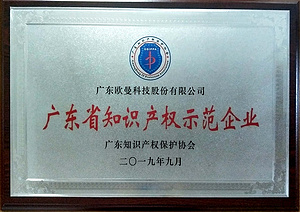 广东欧曼科技股份有限公司
广东省知识产权示范企业
广东知识产权保护协会
二〇一九年九月